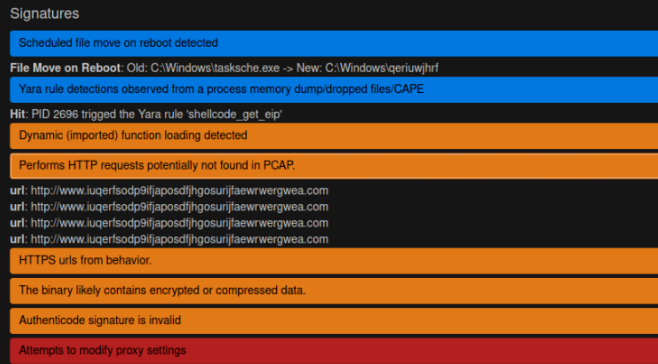 Signatures
Scheduled file move on reboot detected
File Move on Reboot: Old: C:\Windows\tasksche.exe -> New: C:\Windows\qeriuwjhrf
Yara rule detections observed from a process memory dump/dropped files/CAPE
Hit: PID 2696 triggered the Yara rule 'shellcode_get_eip'
Dynamic (imported) function loading detected
Performs HTTP requests potentially not found in PCAP.
url: http://www.iuqerfsodp9ifjaposdfjhgosurijfaewrwergwea.com
url: http://www.iuqerfsodp9ifjaposdfjhgosurijfaewrwergwea.com
url: http://www.iuqerfsodp9ifjaposdfjhgosurijfaewrwergwea.com
url: http://www.iuqerfsodp9ifjaposdfjhgosurijfaewrwergwea.com
HTTPS urls from behavior.
The binary likely contains encrypted or compressed data.
Authenticode signature is invalid
Attempts to modify proxy settings